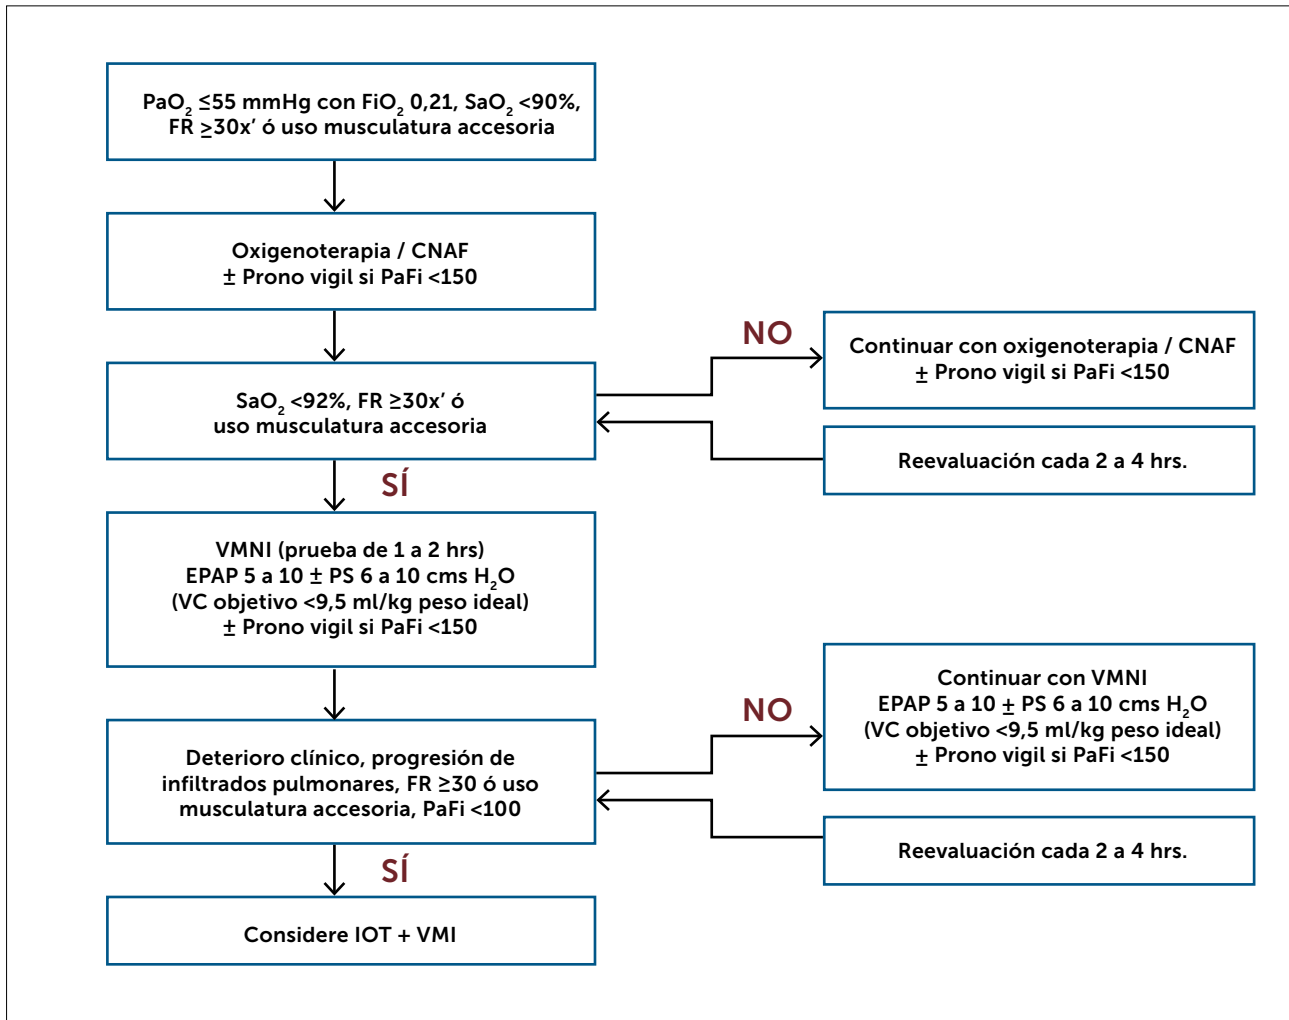 PaO₂ ≤55 mmHg con FiO₂ 0,21, SaO₂ <90%,
FR ≥30x’ ó uso musculatura accesoria
Oxigenoterapia / CNAF
± Prono vigil si PaFi <150
SaO₂ <92%, FR ≥30x’ ó
uso musculatura accesoria
NO
Continuar con oxigenoterapia / CNAF
± Prono vigil si PaFi <150
Reevaluación cada 2 a 4 hrs.
SÍ
VMNI (prueba de 1 a 2 hrs)
EPAP 5 a 10 ± PS 6 a 10 cms H₂O
(VC objetivo <9,5 ml/kg peso ideal)
± Prono vigil si PaFi <150
Deterioro clínico, progresión de
infiltrados pulmonares, FR ≥30 ó uso
musculatura accesoria, PaFi <100
NO
Continuar con VMNI
EPAP 5 a 10 ± PS 6 a 10 cms H₂O
(VC objetivo <9,5 ml/kg peso ideal)
± Prono vigil si PaFi <150
Reevaluación cada 2 a 4 hrs.
SÍ
Considere IOT + VMI